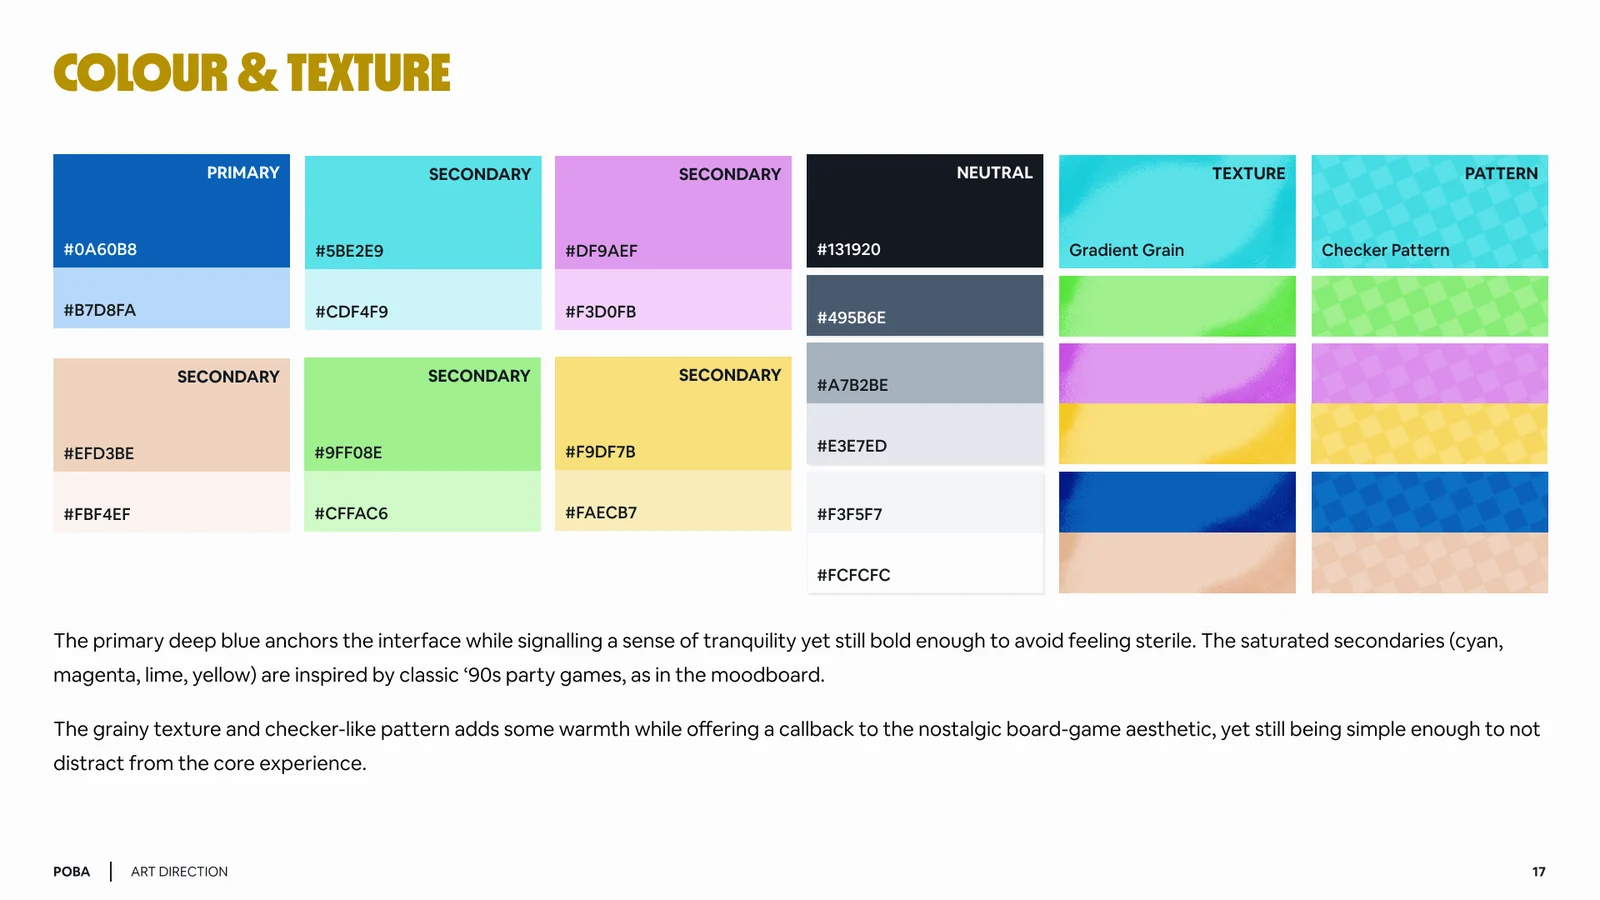 COLOUR & TEXTURE
PRIMARY
#0A60B8
#B7D8FA
SECONDARY
#5BE2E9
#CDF4F9
SECONDARY
#DF9AEF
#F3D0FB
NEUTRAL
#131920
#495B6E
#A7B2BE
#E3E7ED
#F3F5F7
#FCFCFC
TEXTURE
Gradient Grain
PATTERN
Checker Pattern
SECONDARY
#EFD3BE
#FBF4EF
SECONDARY
#9FF08E
#CFFAC6
SECONDARY
#F9DF7B
#FAECB7
The primary deep blue anchors the interface while signalling a sense of tranquility yet still bold enough to avoid feeling sterile. The saturated secondaries (cyan,
magenta, lime, yellow) are inspired by classic ‘90s party games, as in the moodboard.
The grainy texture and checker-like pattern adds some warmth while offering a callback to the nostalgic board-game aesthetic, yet still being simple enough to not
distract from the core experience.
POBA | ART DIRECTION
17